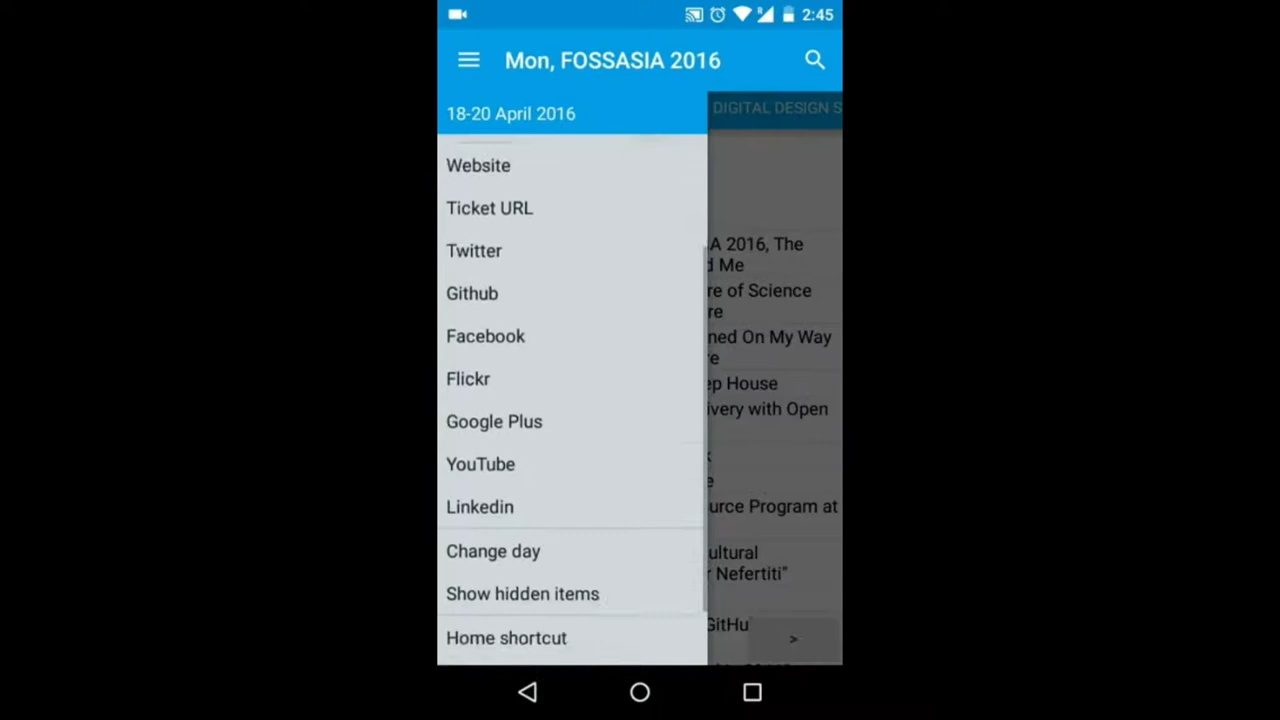 2:45
Mon, FOSSASIA 2016
18-20 April 2016
DIGITAL DESIGN S
Website
Ticket URL
Twitter
Github
Facebook
Flickr
Google Plus
YouTube
Linkedin
Change day
Show hidden items
Home shortcut
A 2016, The
d Me
re of Science
re
ned On My Way
re
ep House
ivery with Open
k
e
urce Program at
ultural
r Nefertiti"
GitHu
>